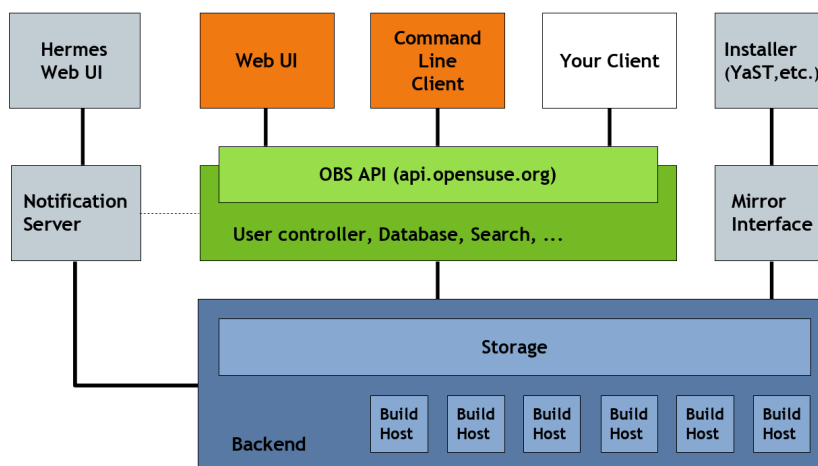 Hermes
Web UI
Web UI
Command
Line
Client
Your Client
Installer
(YaST,etc.)
OBS API (api.opensuse.org)
Notification
Server
User controller, Database, Search, ...
Mirror
Interface
Storage
Build
Host
Build
Host
Build
Host
Build
Host
Build
Host
Build
Host
Backend